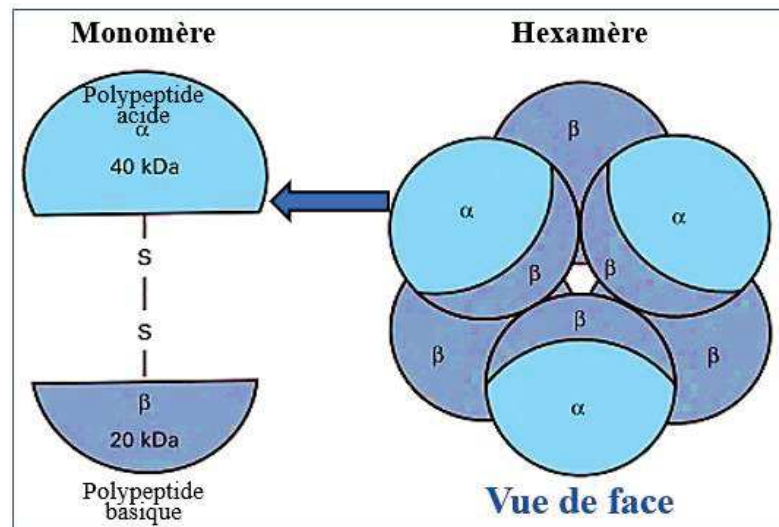 Monomère
Polypeptide
acide
α
40 kDa
S
S
β
20 kDa
Polypeptide
basique
Hexamère
β
α
α
β
β
β
β
β
α
Vue de face